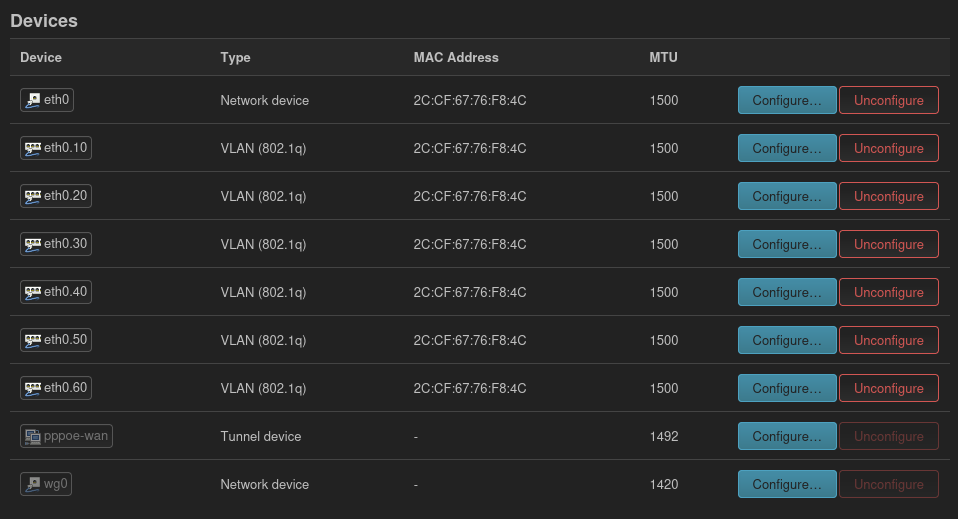 Devices
Device Type MAC Address MTU
eth0 Network device 2C:CF:67:76:F8:4C 1500 Configure… Unconfigure
eth0.10 VLAN (802.1q) 2C:CF:67:76:F8:4C 1500 Configure… Unconfigure
eth0.20 VLAN (802.1q) 2C:CF:67:76:F8:4C 1500 Configure… Unconfigure
eth0.30 VLAN (802.1q) 2C:CF:67:76:F8:4C 1500 Configure… Unconfigure
eth0.40 VLAN (802.1q) 2C:CF:67:76:F8:4C 1500 Configure… Unconfigure
eth0.50 VLAN (802.1q) 2C:CF:67:76:F8:4C 1500 Configure… Unconfigure
eth0.60 VLAN (802.1q) 2C:CF:67:76:F8:4C 1500 Configure… Unconfigure
pppoe-wan Tunnel device - 1492 Configure… Unconfigure
wg0 Network device - 1420 Configure… Unconfigure